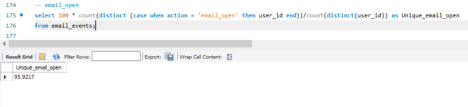 174 -- email_open
175 select 100 * count(distinct (case when action = 'email_open' then user_id end))/count(distinct(user_id)) as Unique_email_open
176 from email_events;
Result Grid Filter Rows: Export: Wrap Cell Content:
Unique_email_open
95.9217